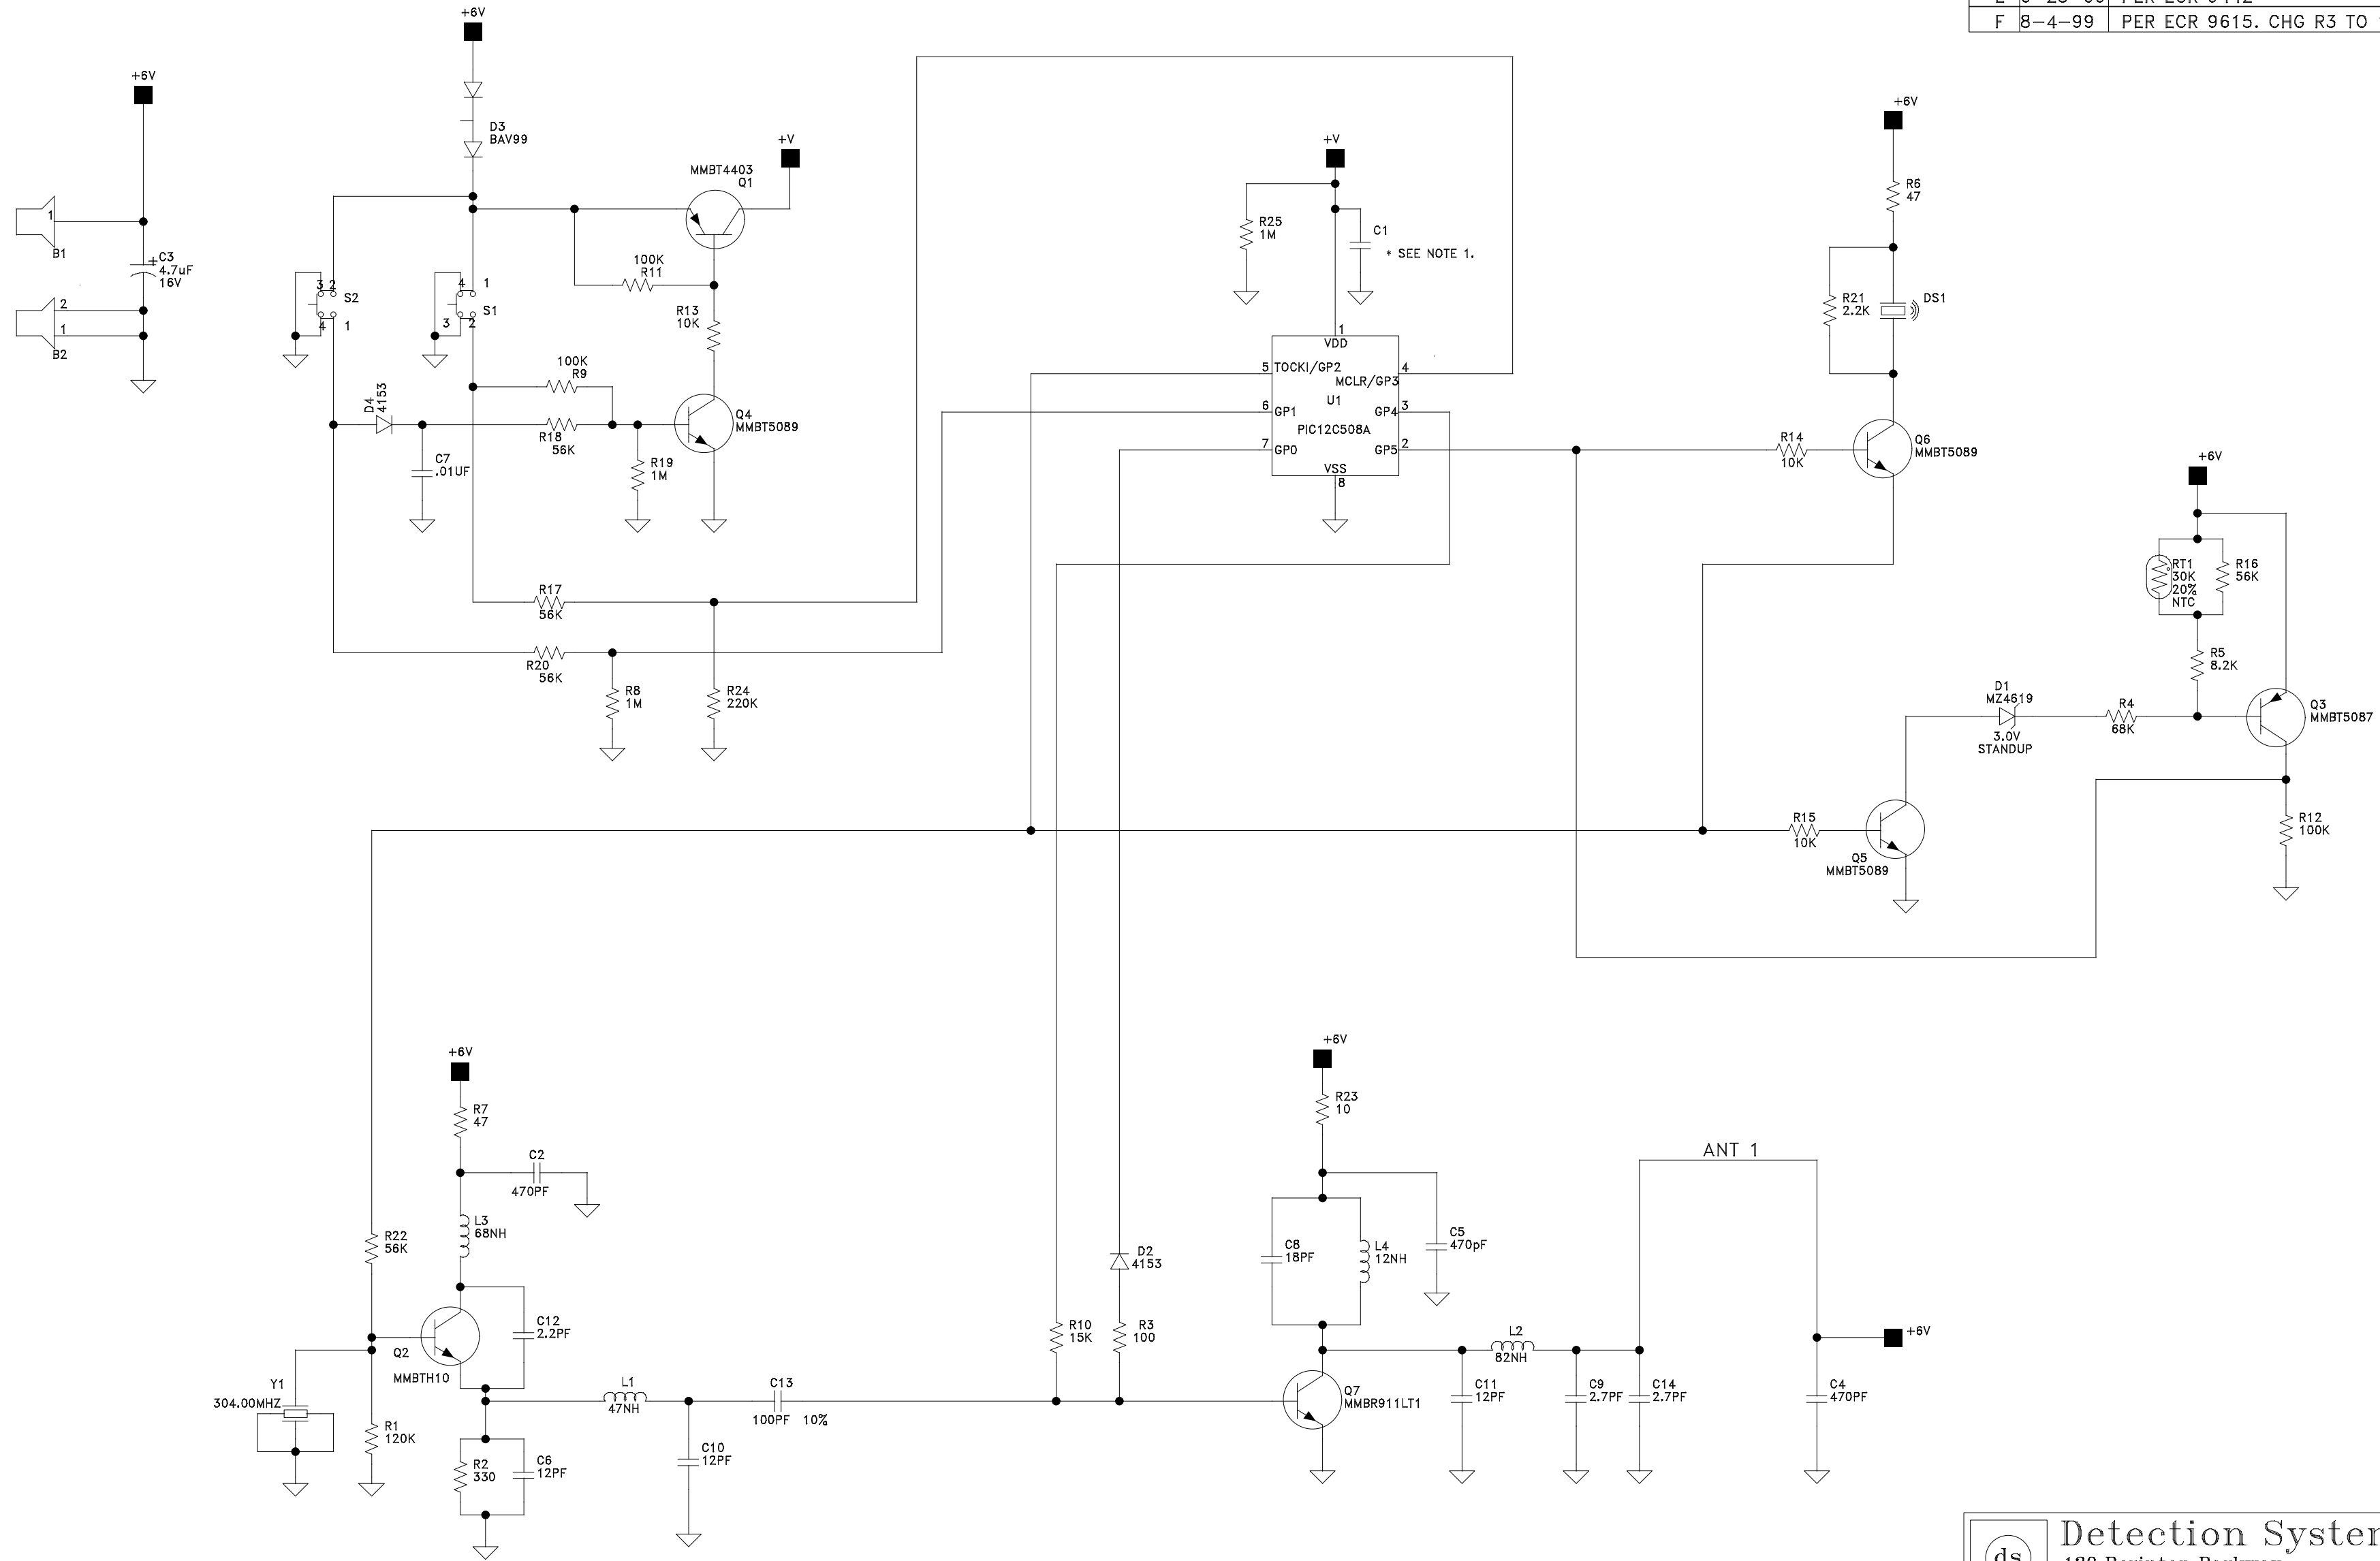 F 8-4-99 PER ECR 9615. CHG R3 TO
+6V
+6V
D3
BAV99
+V
MMBT4403
Q1
+V
+6V
1
B1
+C3
4.7uF
16V
2
1
B2
3 2
S2
4 1
4 1
S1
3 2
100K
R11
R13
10K
R25
1M
C1
* SEE NOTE 1.
R6
47
R21
2.2K
DS1
D4
4153
100K
R9
R18
56K
C7
.01UF
R19
1M
Q4
MMBT5089
1
VDD
5 TOCKI/GP2
MCLR/GP3 4
U1
6 GP1
GP4 3
PIC12C508A
7 GP0
GP5 2
VSS
8
R14
10K
Q6
MMBT5089
+6V
RT1
30K
20%
NTC
R16
56K
R17
56K
R20
56K
R8
1M
R24
220K
R5
8.2K
D1
MZ4619
3.0V
STANDUP
R4
68K
Q3
MMBT5087
R15
10K
Q5
MMBT5089
R12
100K
+6V
R7
47
C2
470PF
+6V
R23
10
ANT 1
R22
56K
L3
68NH
C8
18PF
L4
12NH
C5
470pF
D2
4153
C12
2.2PF
R10
15K
R3
100
+6V
Q2
MMBTH10
L2
82NH
Y1
304.00MHZ
L1
47NH
C13
100PF 10%
Q7
MMBR911LT1
C11
12PF
C9
2.7PF
C14
2.7PF
C4
470PF
R1
120K
R2
330
C6
12PF
C10
12PF
ds
Detection System